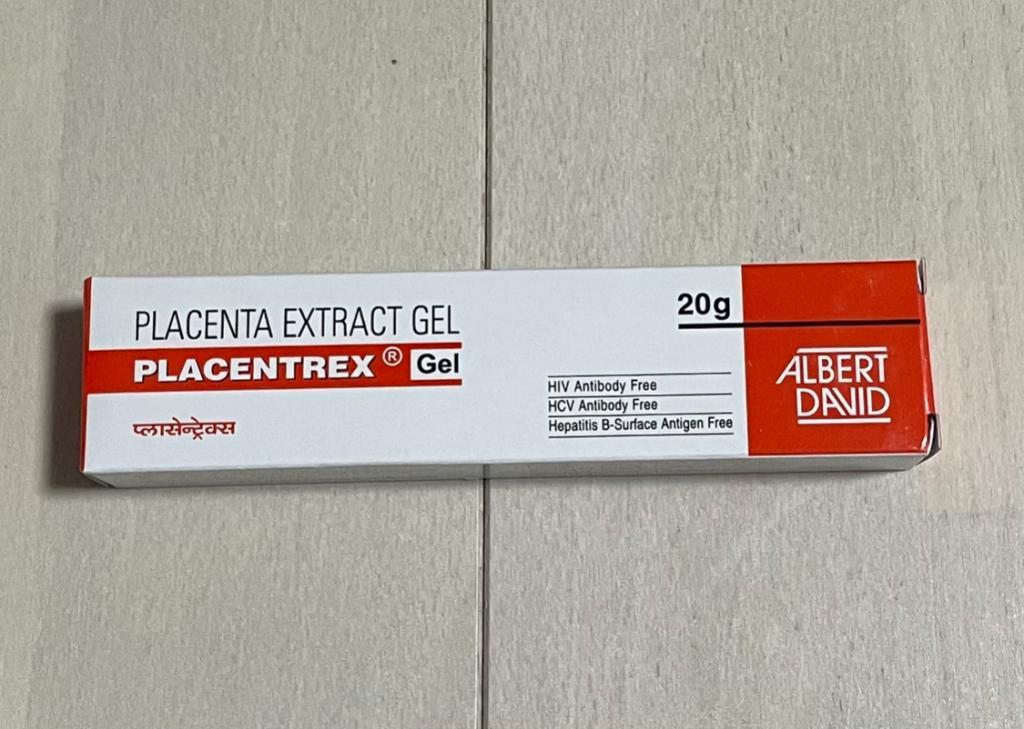 PLACENTA EXTRACT GEL
PLACENTREX® Gel
प्लासेन्ट्रेक्स
20g
HIV Antibody Free
HCV Antibody Free
Hepatitis B-Surface Antigen Free
ALBERT
DAVID